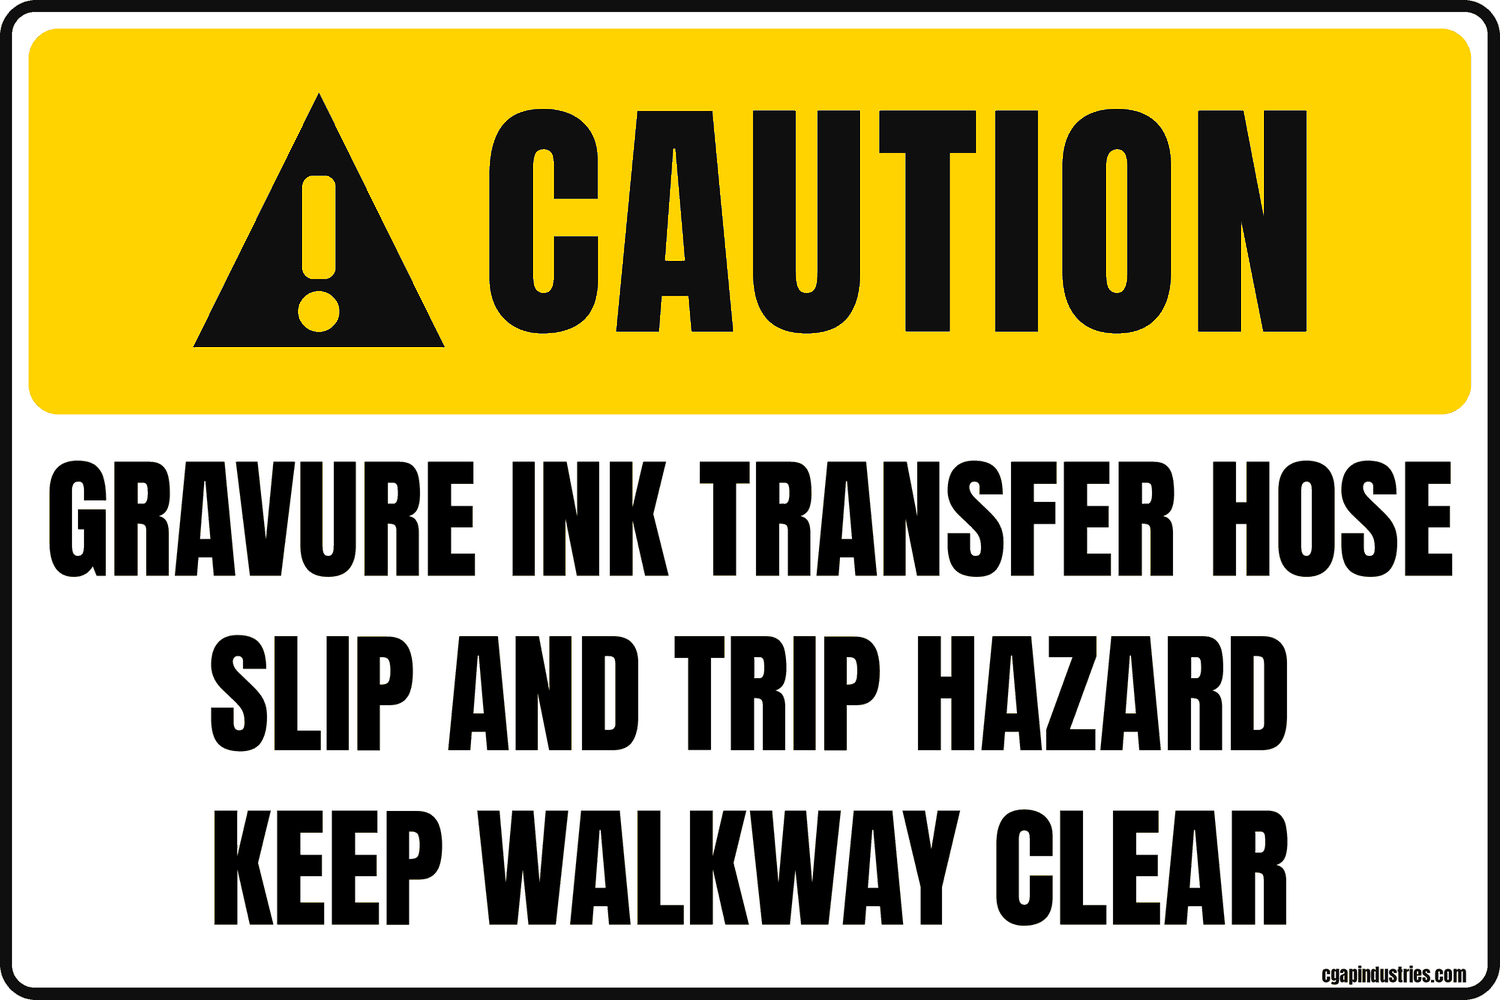 CAUTION
GRAVURE INK TRANSFER HOSE
SLIP AND TRIP HAZARD
KEEP WALKWAY CLEAR
cgapindustries.com